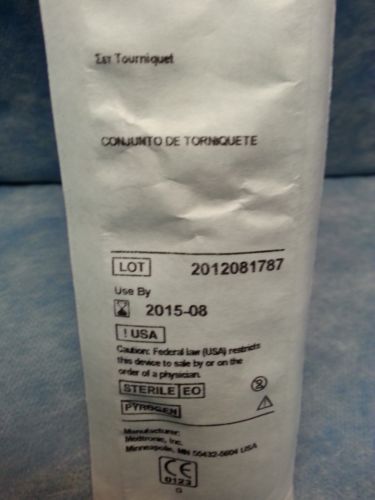 Σετ Tourniquet
CONJUNTO DE TORNIQUETE
LOT 2012081787
Use By
2015-08
! USA
Caution: Federal law (USA) restricts
this device to sale by or on the
order of a physician.
STERILE EO
PYROGEN
Manufacturer:
Medtronic, Inc.
Minneapolis, MN 55432-5604 USA
CE
0123